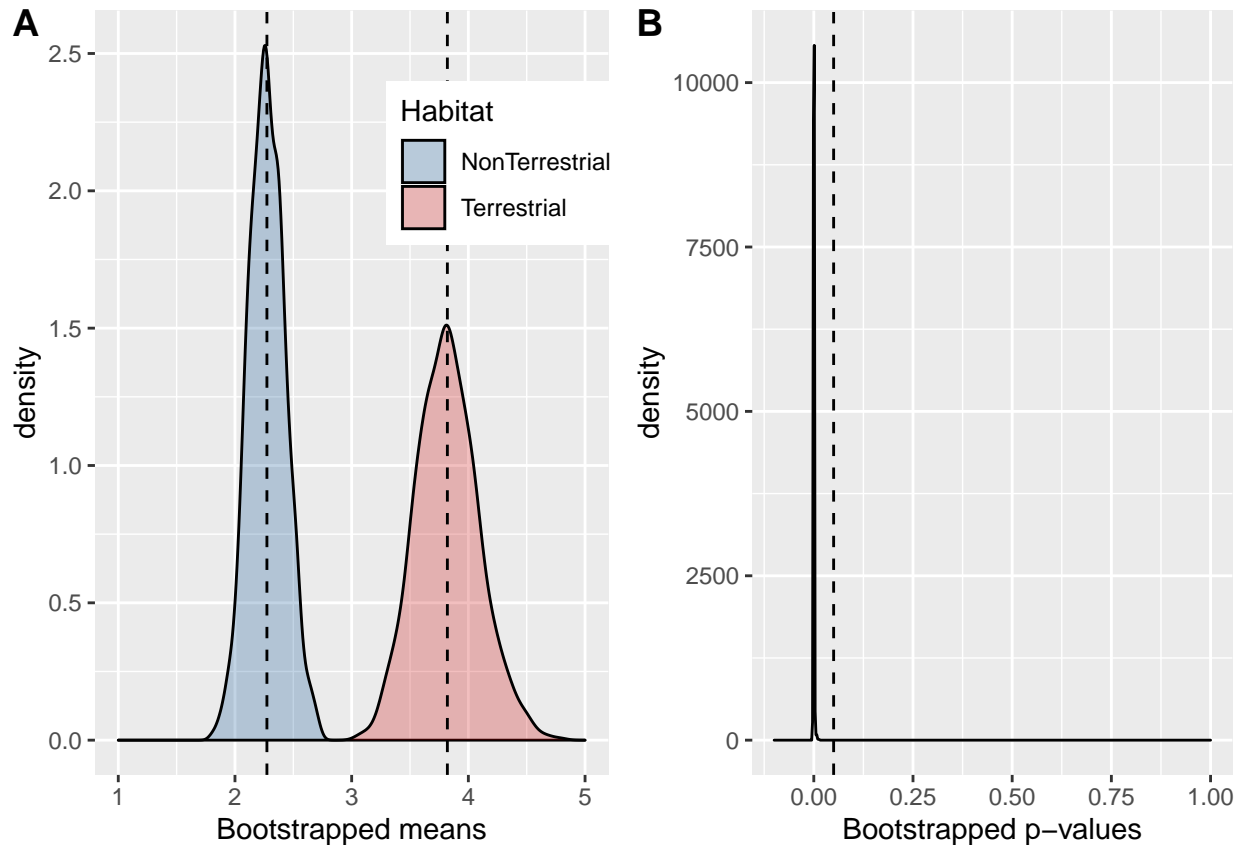 A
density
2.5
2.0
1.5
1.0
0.5
0.0
Habitat
NonTerrestrial
Terrestrial
1 2 3 4 5
Bootstrapped means
B
density
10000
7500
5000
2500
0
0.00 0.25 0.50 0.75 1.00
Bootstrapped p−values